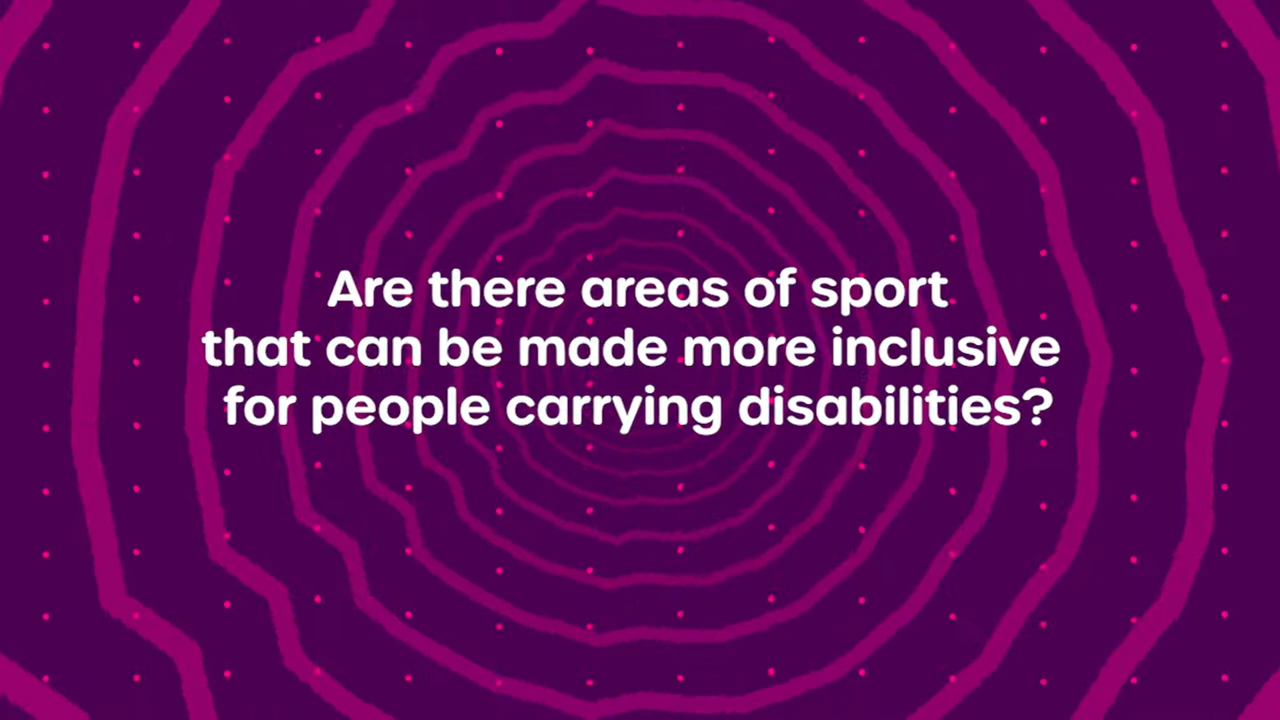 Are there areas of sport
that can be made more inclusive
for people carrying disabilities?